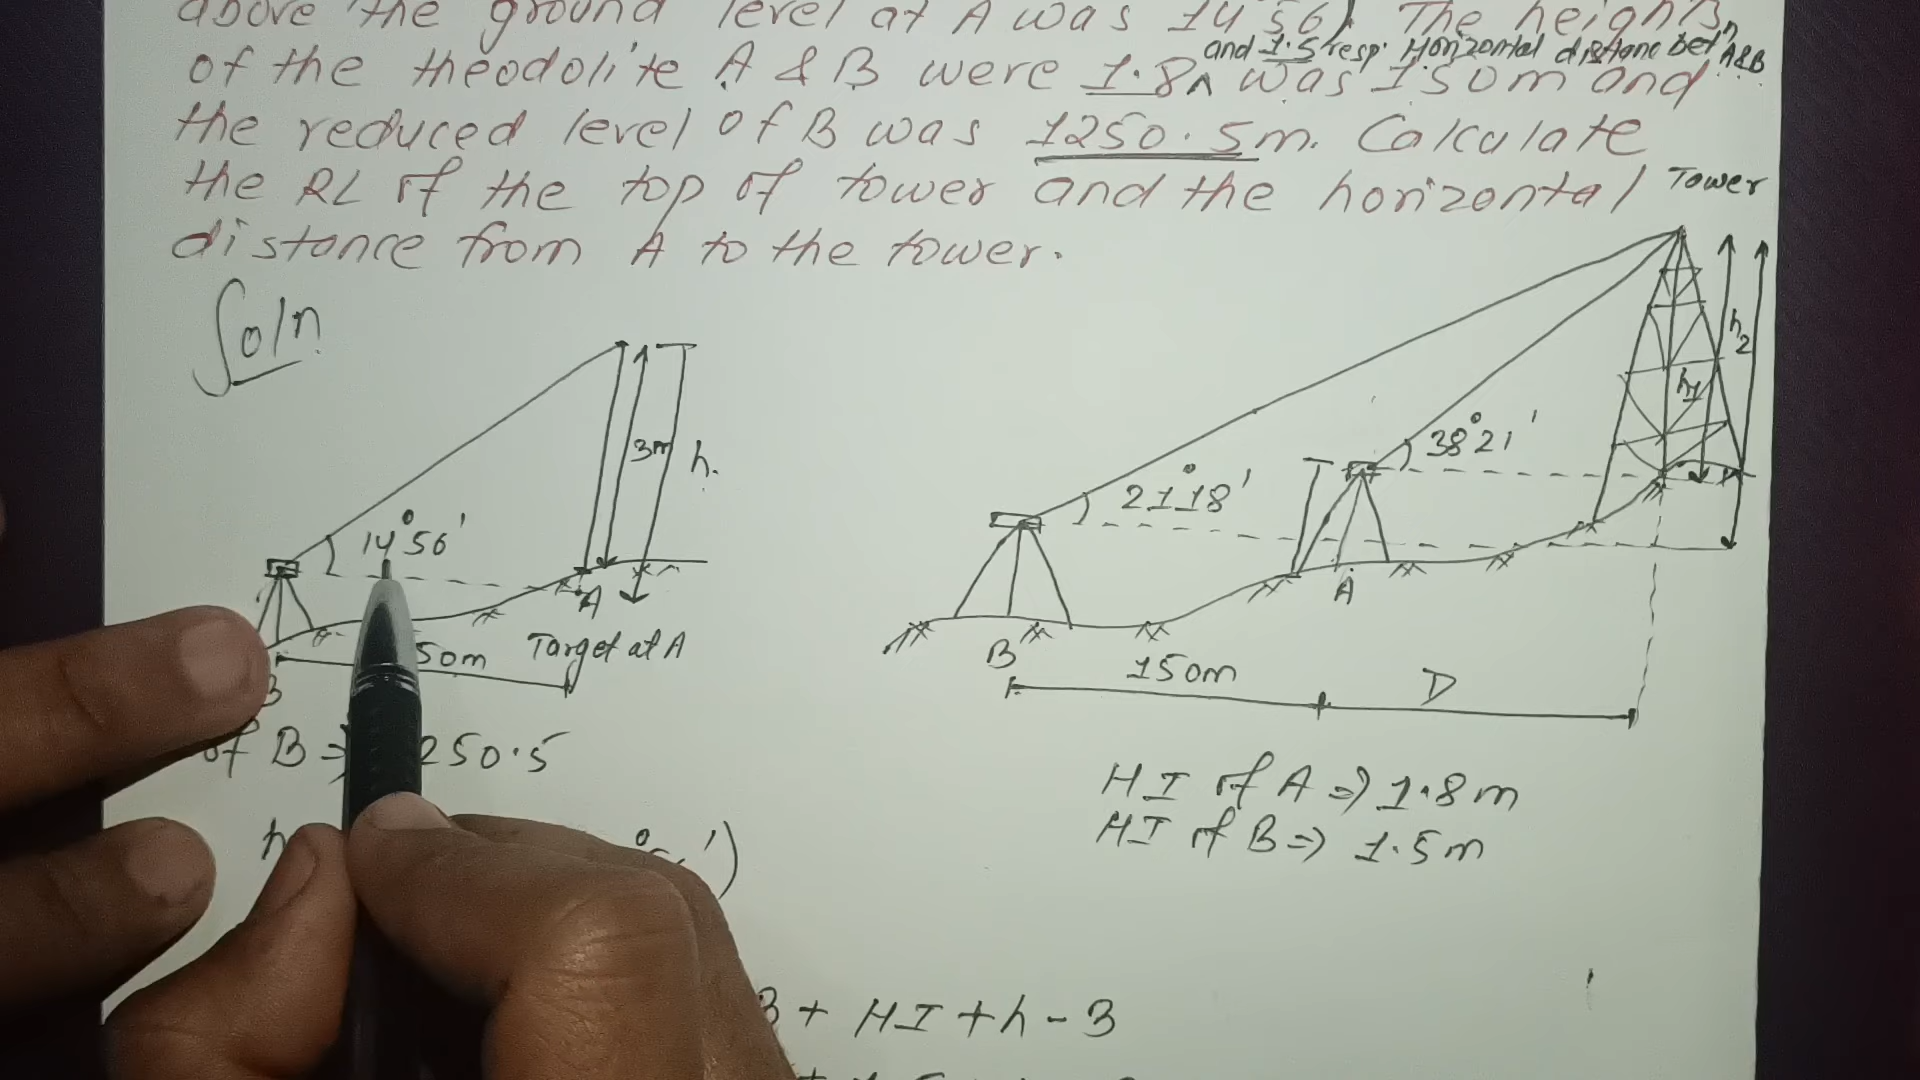 above the ground level at A was 14°56'). The heights
and 1.5 resp. Horizontal distanc betn A&B
of the theodolite A & B were 1.8^ was 150m and
the reduced level of B was 1250.5m. Calculate
the RL of the top of tower and the horizontal
distance from A to the tower.
Tower
Soln
3m
h.
14°56'
A
50m
Target at A
of B => 250.5
h
')
B + HI + h - 3
h2
h1
38°21'
21°18'
A
B
150m
D
HI of A => 1.8m
HI of B => 1.5m